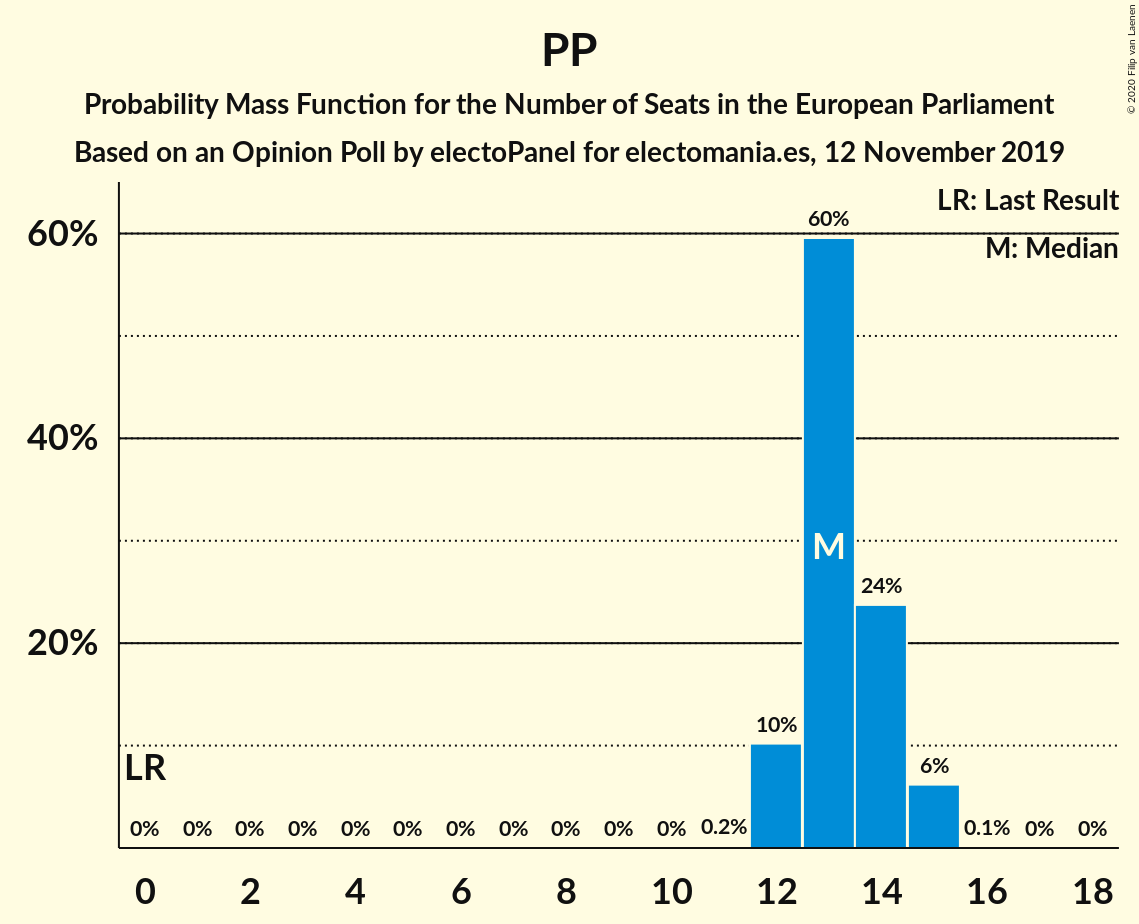 PP
Probability Mass Function for the Number of Seats in the European Parliament
Based on an Opinion Poll by electoPanel for electomania.es, 12 November 2019
© 2020 Filip van Laenen
LR: Last Result
M: Median
60%
40%
20%
60%
M
24%
10%
6%
LR
0% 0% 0% 0% 0% 0% 0% 0% 0% 0% 0% 0.2% 0.1% 0% 0%
0 2 4 6 8 10 12 14 16 18